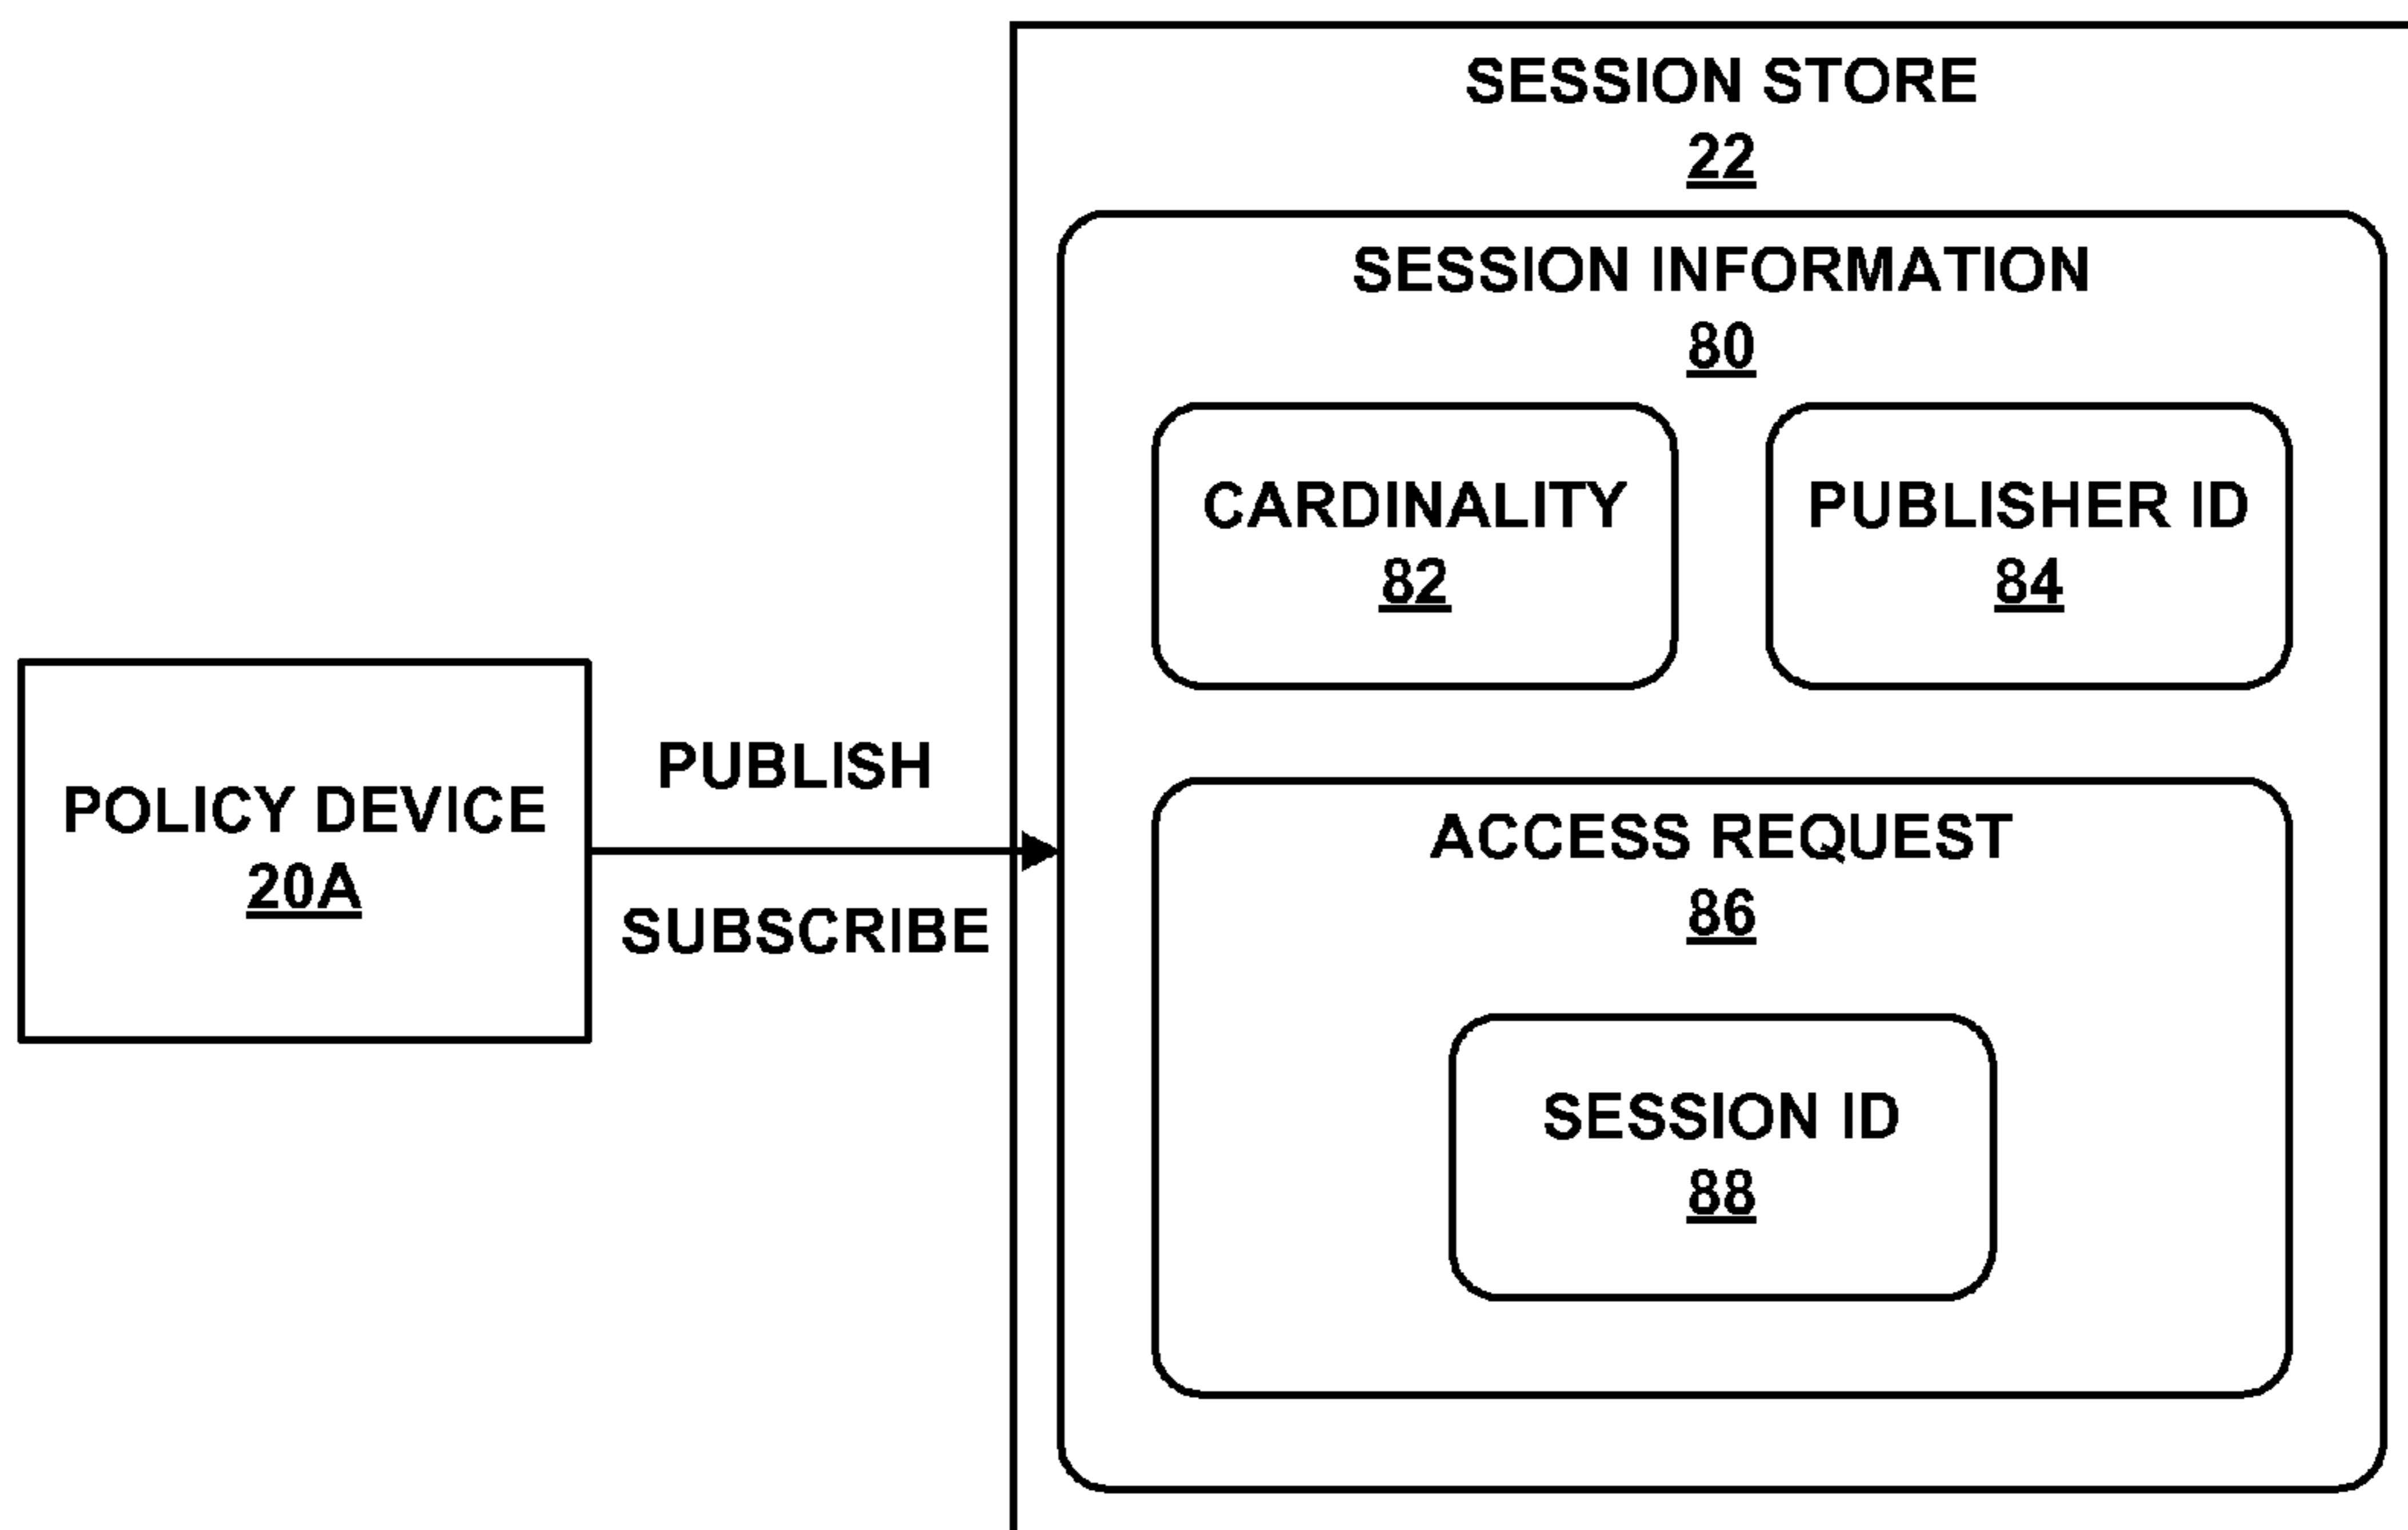 SESSION STORE
22
SESSION INFORMATION
80
CARDINALITY
82
PUBLISHER ID
84
POLICY DEVICE
20A
PUBLISH
SUBSCRIBE
ACCESS REQUEST
86
SESSION ID
88